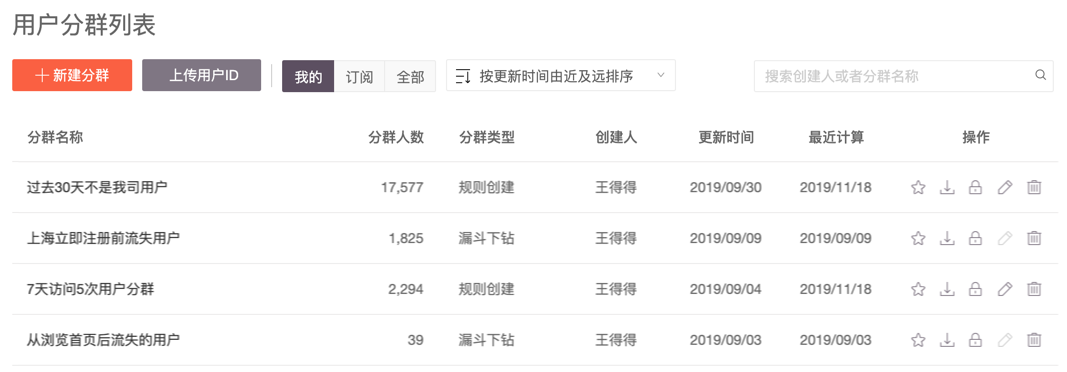 用户分群列表
新建分群 上传用户ID 我的 订阅 全部 按更新时间由近及远排序 搜索创建人或者分群名称
分群名称 分群人数 分群类型 创建人 更新时间 最近计算 操作
过去30天不是我司用户 17,577 规则创建 王得得 2019/09/30 2019/11/18
上海立即注册前流失用户 1,825 漏斗下钻 王得得 2019/09/09 2019/09/09
7天访问5次用户分群 2,294 规则创建 王得得 2019/09/04 2019/11/18
从浏览首页后流失的用户 39 漏斗下钻 王得得 2019/09/03 2019/09/03